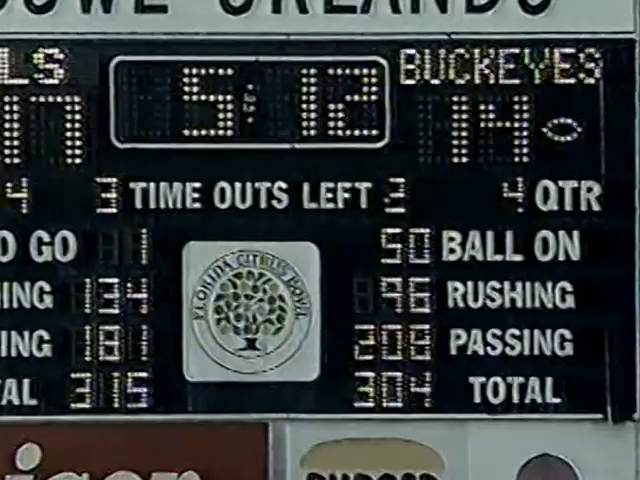 ORLANDO
LS 5:12 BUCKEYES
17 14
4 3 TIME OUTS LEFT 2 4 QTR
O GO 1 50 BALL ON
ING 134 96 RUSHING
ING 181 208 PASSING
AL 315 304 TOTAL
FLORIDA CITRUS BOWL